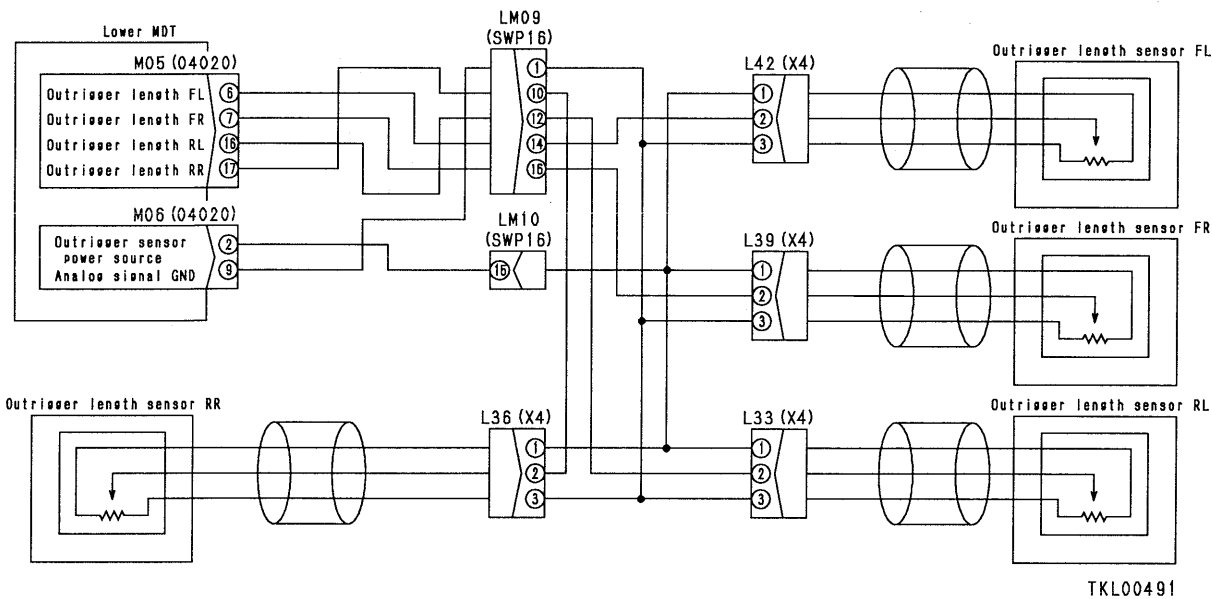 Lower MDT
M05 (04020)
Outrigger length FL 6
Outrigger length FR 7
Outrigger length RL 16
Outrigger length RR 17
M06 (04020)
Outrigger sensor 2
power source
Analog signal GND 9
LM09
(SWP16)
1
10
12
14
16
LM10
(SWP16)
16
L42 (X4)
1
2
3
Outrigger length sensor FL
L39 (X4)
1
2
3
Outrigger length sensor FR
Outrigger length sensor RR
L36 (X4)
1
2
3
L33 (X4)
1
2
3
Outrigger length sensor RL
TKL00491